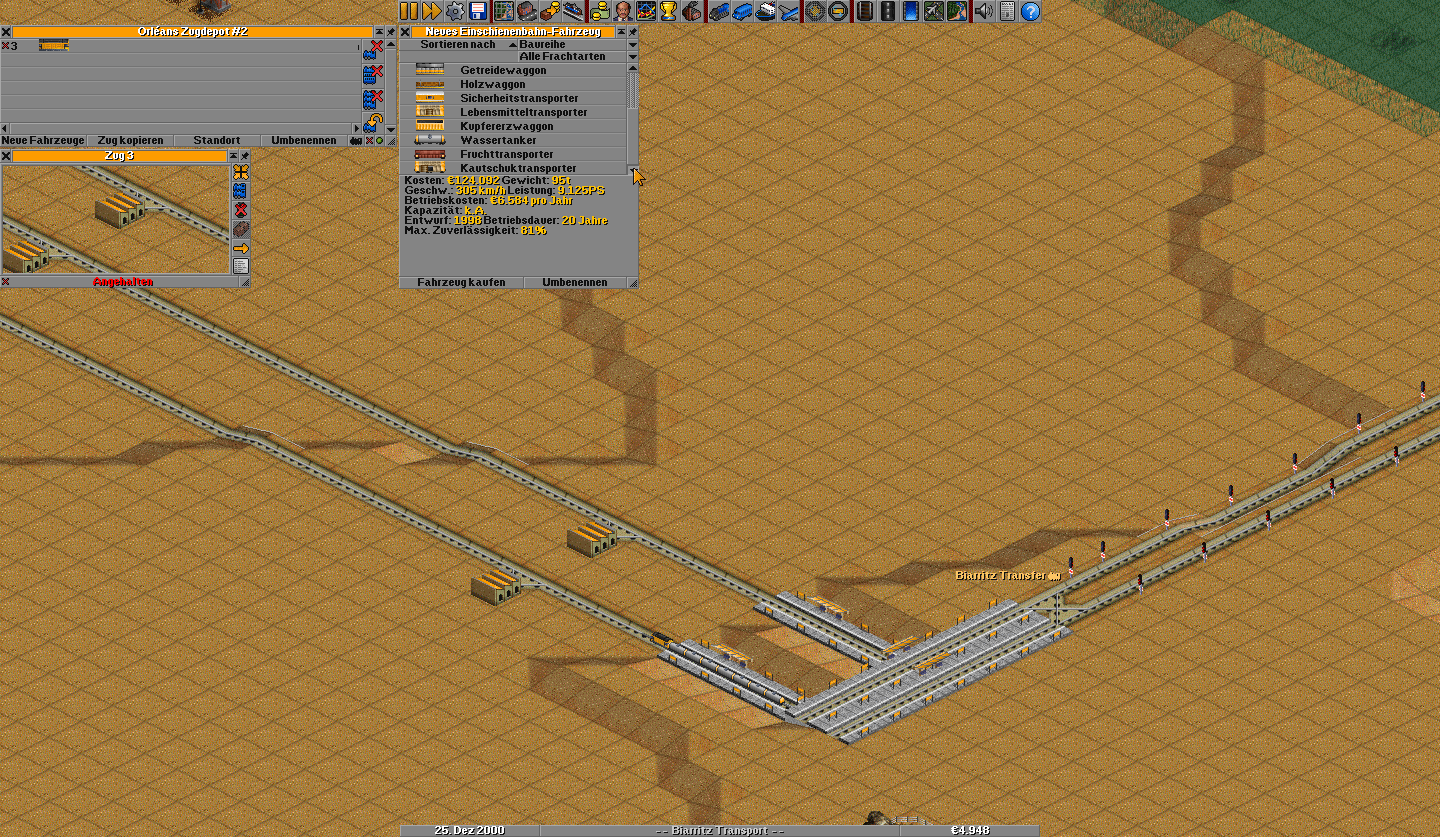 Orléans Zugdepot #2
3
Neue Fahrzeuge
Zug kopieren
Standort
Umbenennen
Zug 3
Angehalten
Neues Einschienenbahn-Fahrzeug
Sortieren nach
Baureihe
Alle Frachtarten
Getreidewaggon
Holzwaggon
Sicherheitstransporter
Lebensmitteltransporter
Kupfererzwaggon
Wassertanker
Fruchttransporter
Kautschuktransporter
Kosten: €124.092 Gewicht: 95t
Geschw.: 305 km/h Leistung: 9.125PS
Betriebskosten: €6.584 pro Jahr
Kapazität: k.A.
Entwurf: 1998 Betriebsdauer: 20 Jahre
Max. Zuverlässigkeit: 81%
Fahrzeug kaufen
Umbenennen
Biarritz Transfer
25. Dez 2000
-- Biarritz Transport --
€4.948